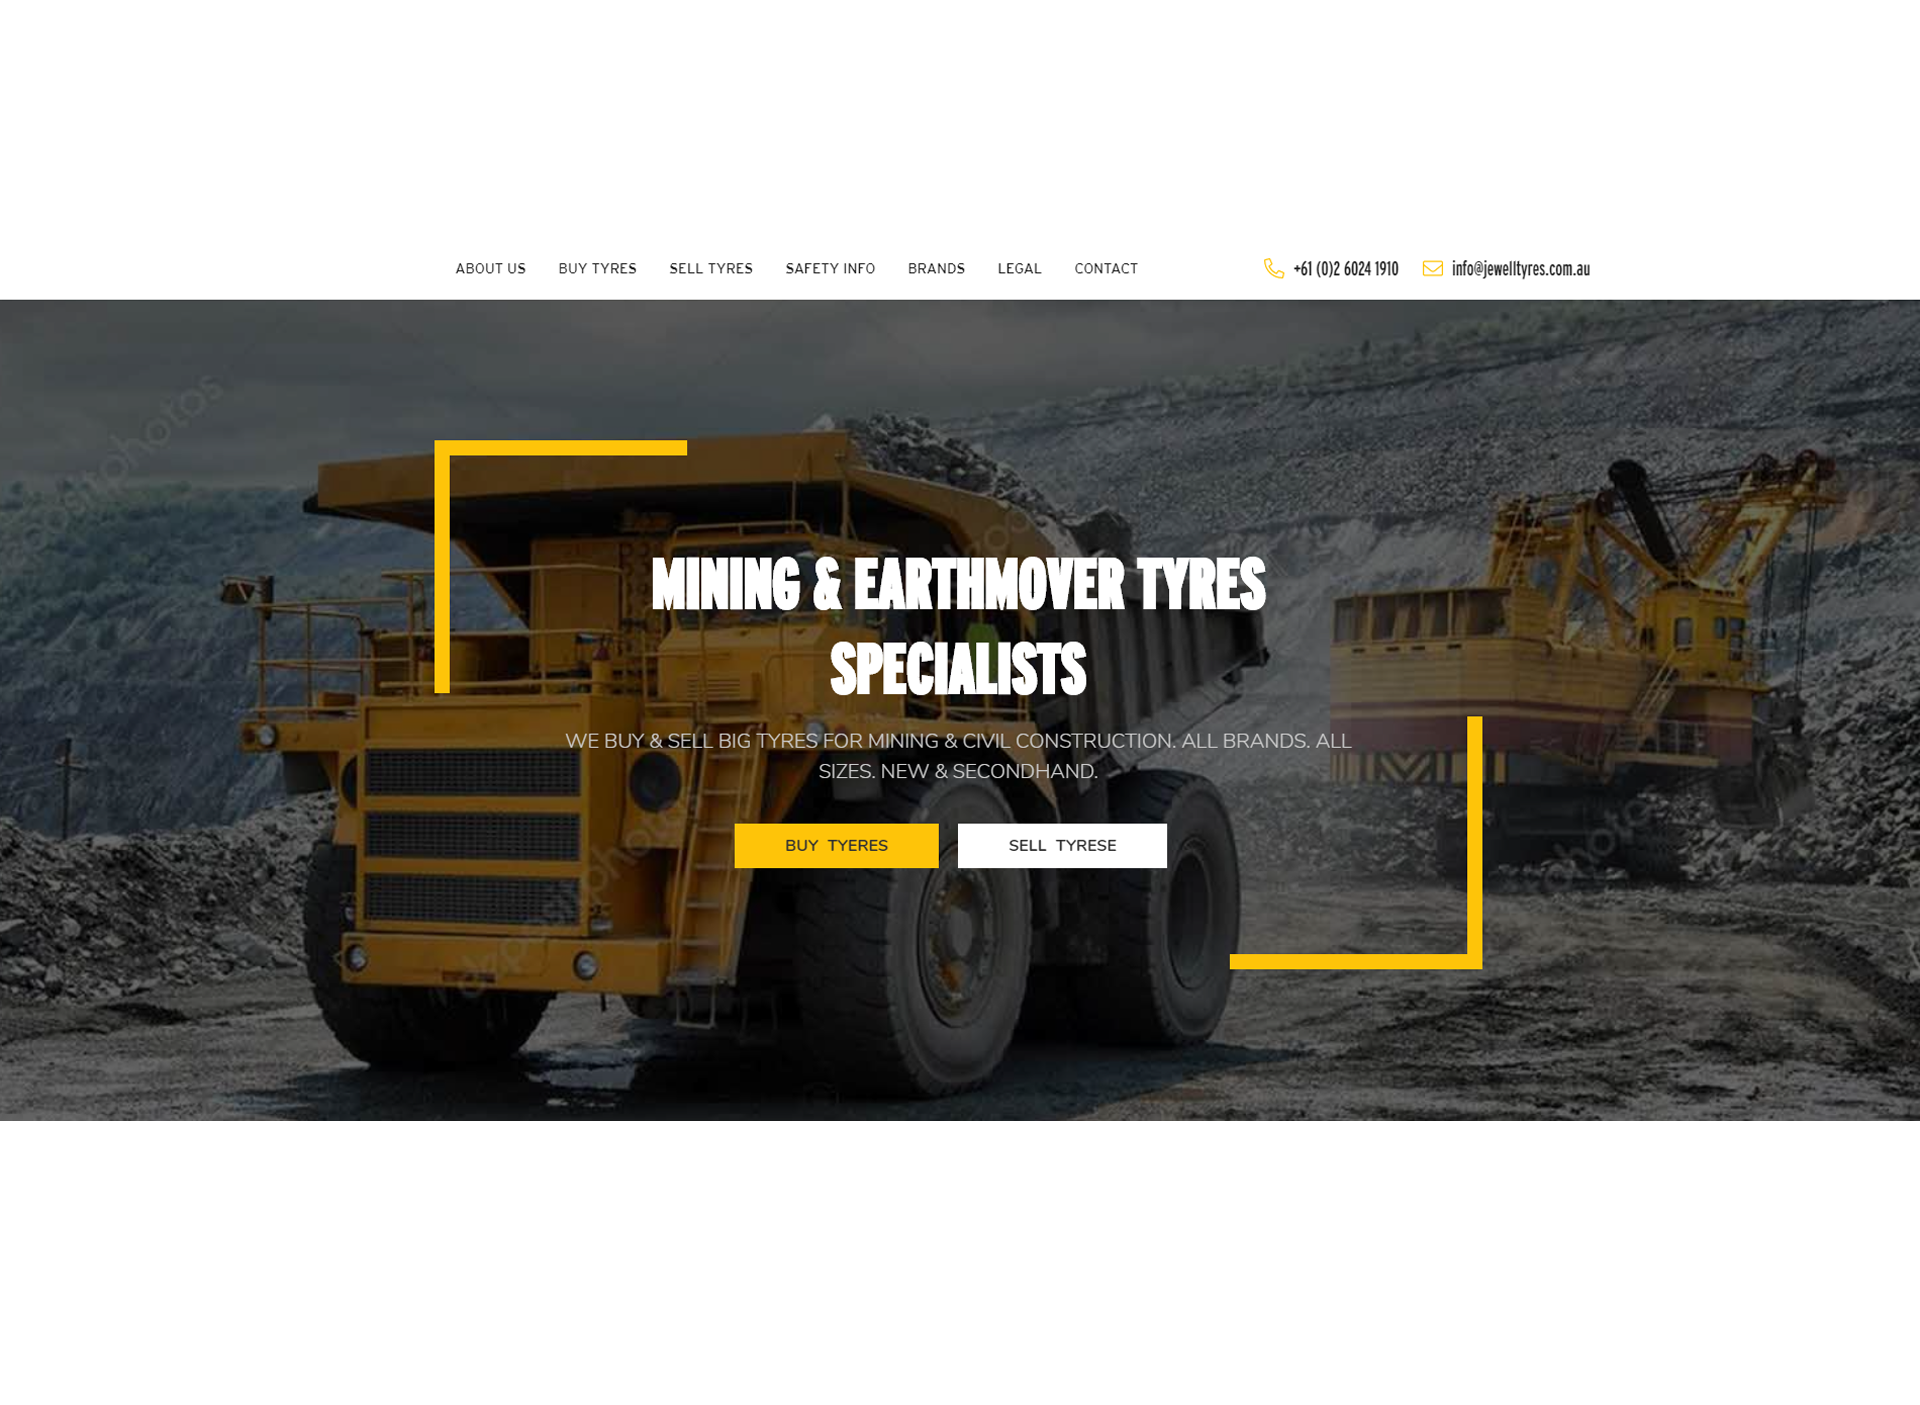 ABOUT US BUY TYRES SELL TYRES SAFETY INFO BRANDS LEGAL CONTACT +61 (0)2 6024 1910 info@jewelltyres.com.au
MINING & EARTHMOVER TYRES
SPECIALISTS
WE BUY & SELL BIG TYRES FOR MINING & CIVIL CONSTRUCTION. ALL BRANDS. ALL
SIZES. NEW & SECONDHAND.
BUY TYERES SELL TYRESE